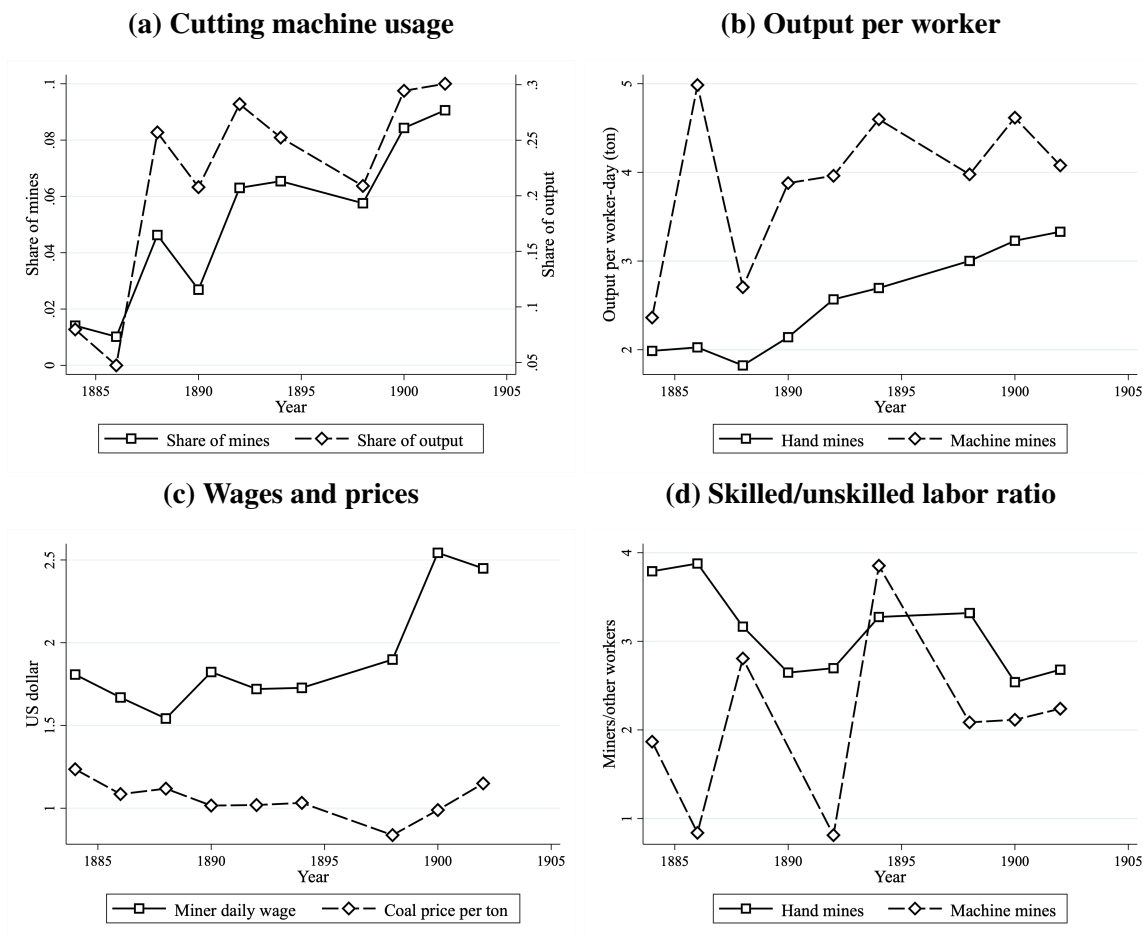 (a) Cutting machine usage
Share of mines
0
.02
.04
.06
.08
.1
Share of output
.05
.1
.15
.2
.25
.3
1885
1890
1895
1900
1905
Year
Share of mines
Share of output
(b) Output per worker
Output per worker-day (ton)
2
3
4
5
1885
1890
1895
1900
1905
Year
Hand mines
Machine mines
(c) Wages and prices
US dollar
1
1.5
2
2.5
1885
1890
1895
1900
1905
Year
Miner daily wage
Coal price per ton
(d) Skilled/unskilled labor ratio
Miners/other workers
1
2
3
4
1885
1890
1895
1900
1905
Year
Hand mines
Machine mines